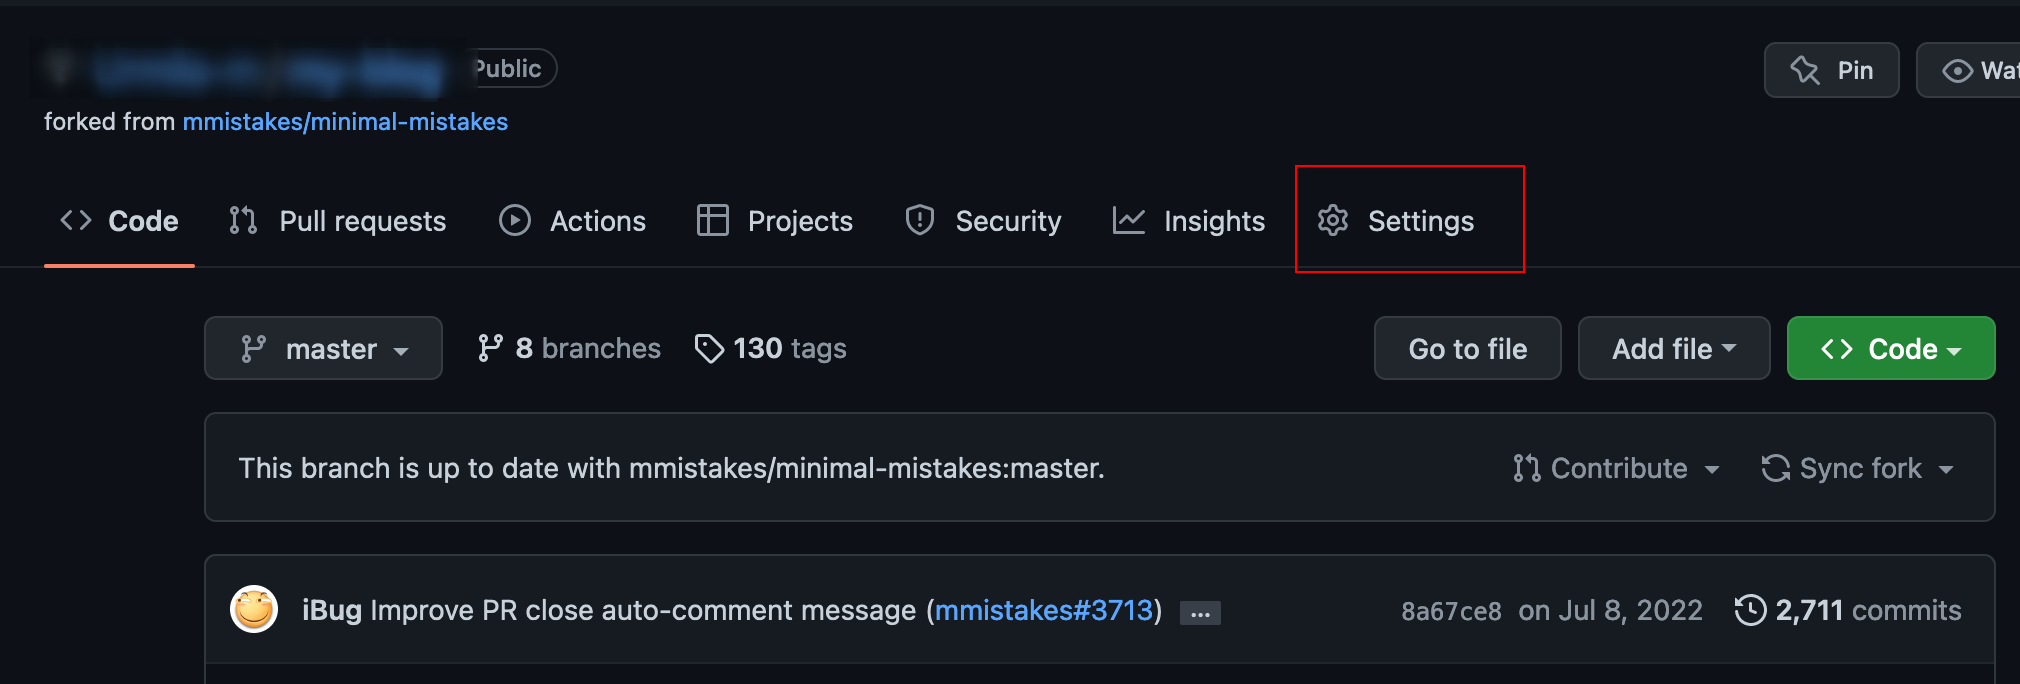 Public
Pin
forked from mmistakes/minimal-mistakes
Code Pull requests Actions Projects Security Insights Settings
master 8 branches 130 tags Go to file Add file Code
This branch is up to date with mmistakes/minimal-mistakes:master. Contribute Sync fork
iBug Improve PR close auto-comment message (mmistakes#3713) ... 8a67ce8 on Jul 8, 2022 2,711 commits